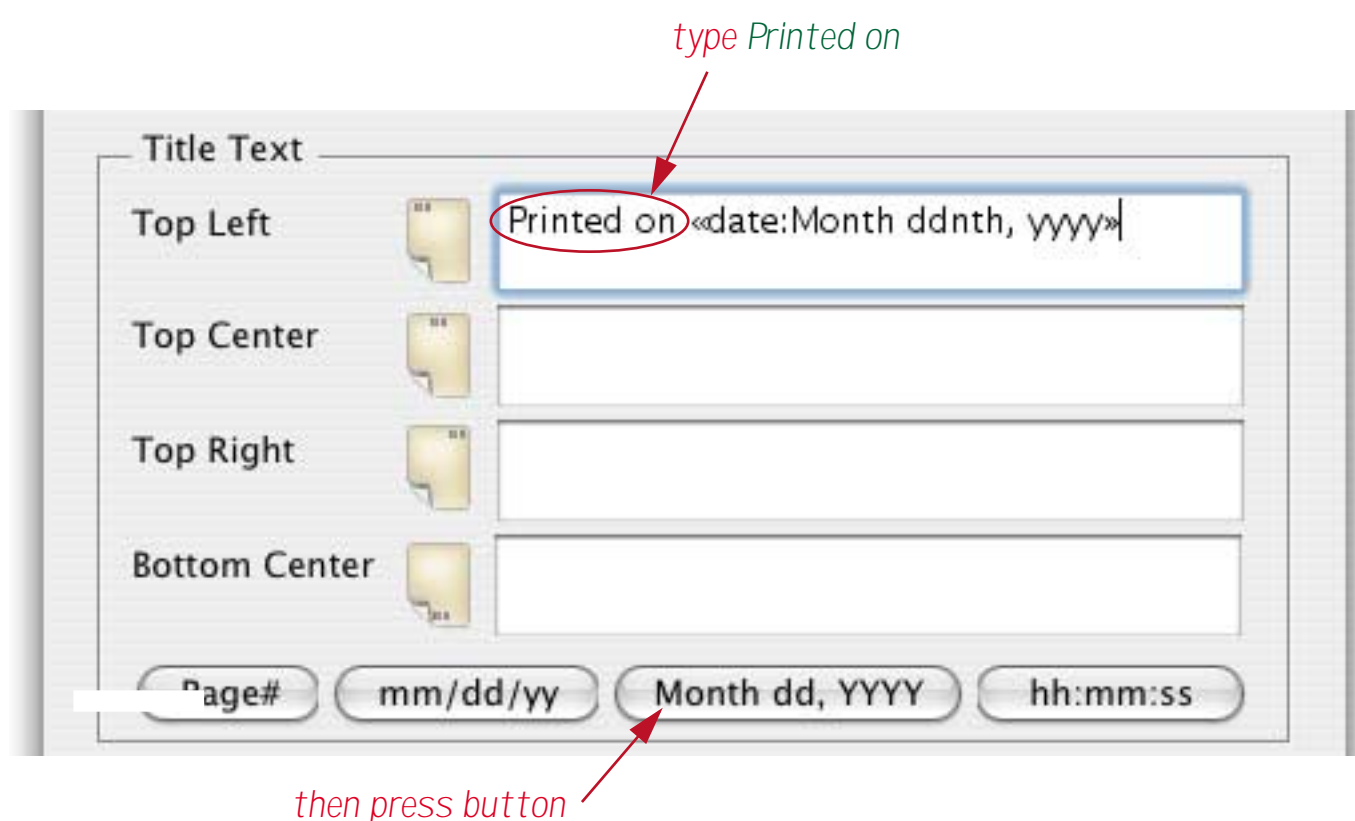 type Printed on
Title Text
Top Left
Printed on «date:Month ddnth, yyyy»
Top Center
Top Right
Bottom Center
Page# mm/dd/yy Month dd, YYYY hh:mm:ss
then press button